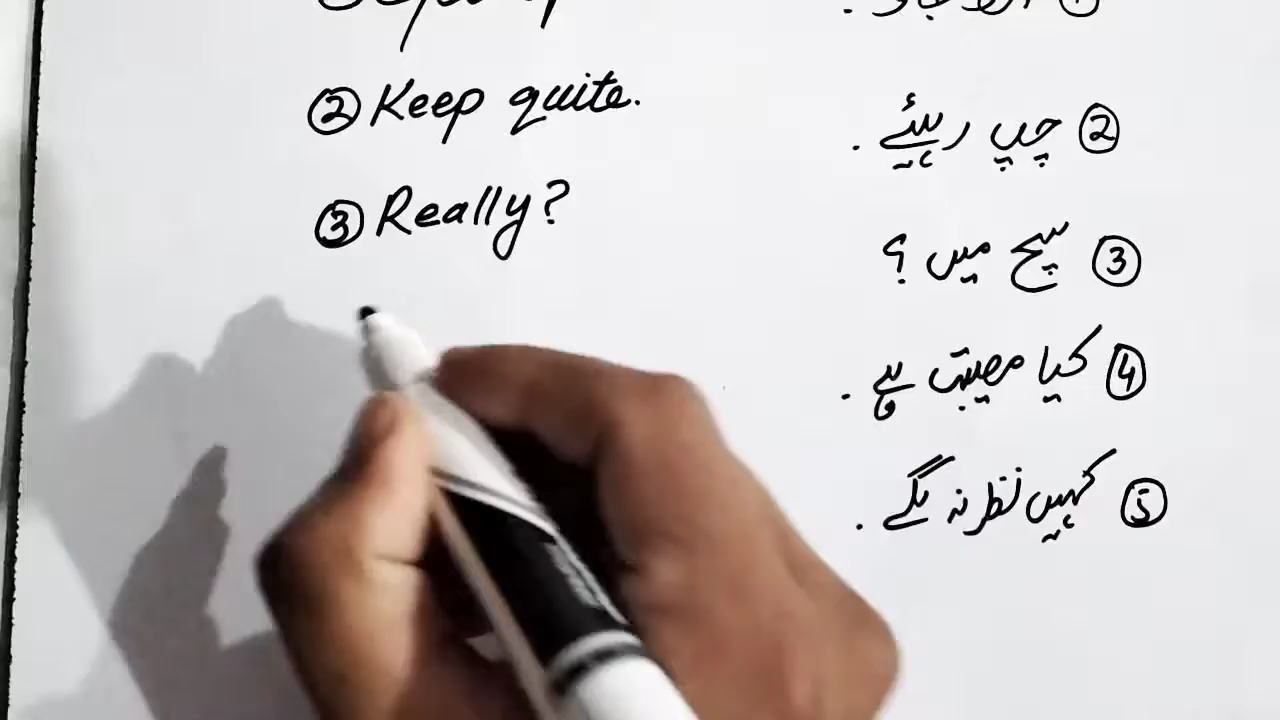 ② Keep quite.
③ Really?
② چپ رہیئے .
③ سچ میں ؟
④ کیا مصیبت ہے .
⑤ کہیں نظر نہ لگے .